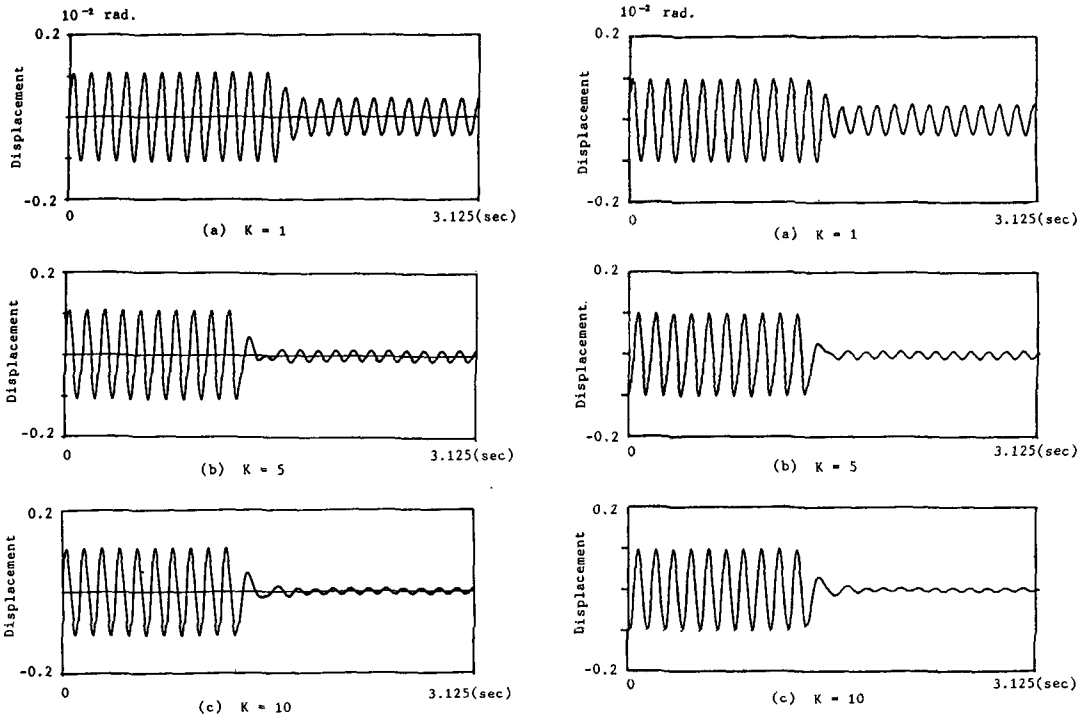 10⁻² rad.
0.2
Displacement
-0.2
0
3.125(sec)
(a) K = 1
0.2
Displacement
-0.2
0
3.125(sec)
(b) K = 5
0.2
Displacement
-0.2
0
3.125(sec)
(c) K = 10
10⁻² rad.
0.2
Displacement
-0.2
0
3.125(sec)
(a) K = 1
0.2
Displacement.
-0.2
0
3.125(sec)
(b) K = 5
0.2
Displacement
-0.2
0
3.125(sec)
(c) K = 10